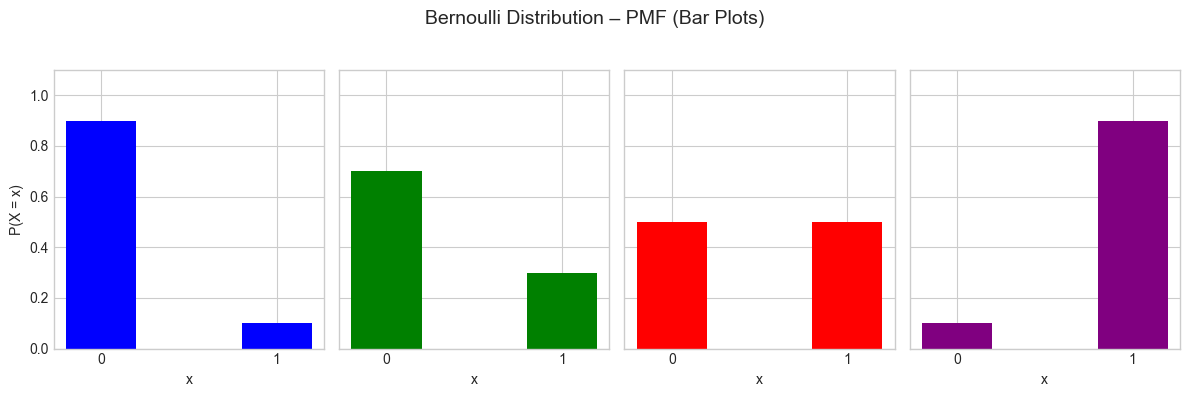 Bernoulli Distribution – PMF (Bar Plots)
P(X = x)
1.0
0.8
0.6
0.4
0.2
0.0
0 1
x
0 1
x
0 1
x
0 1
x